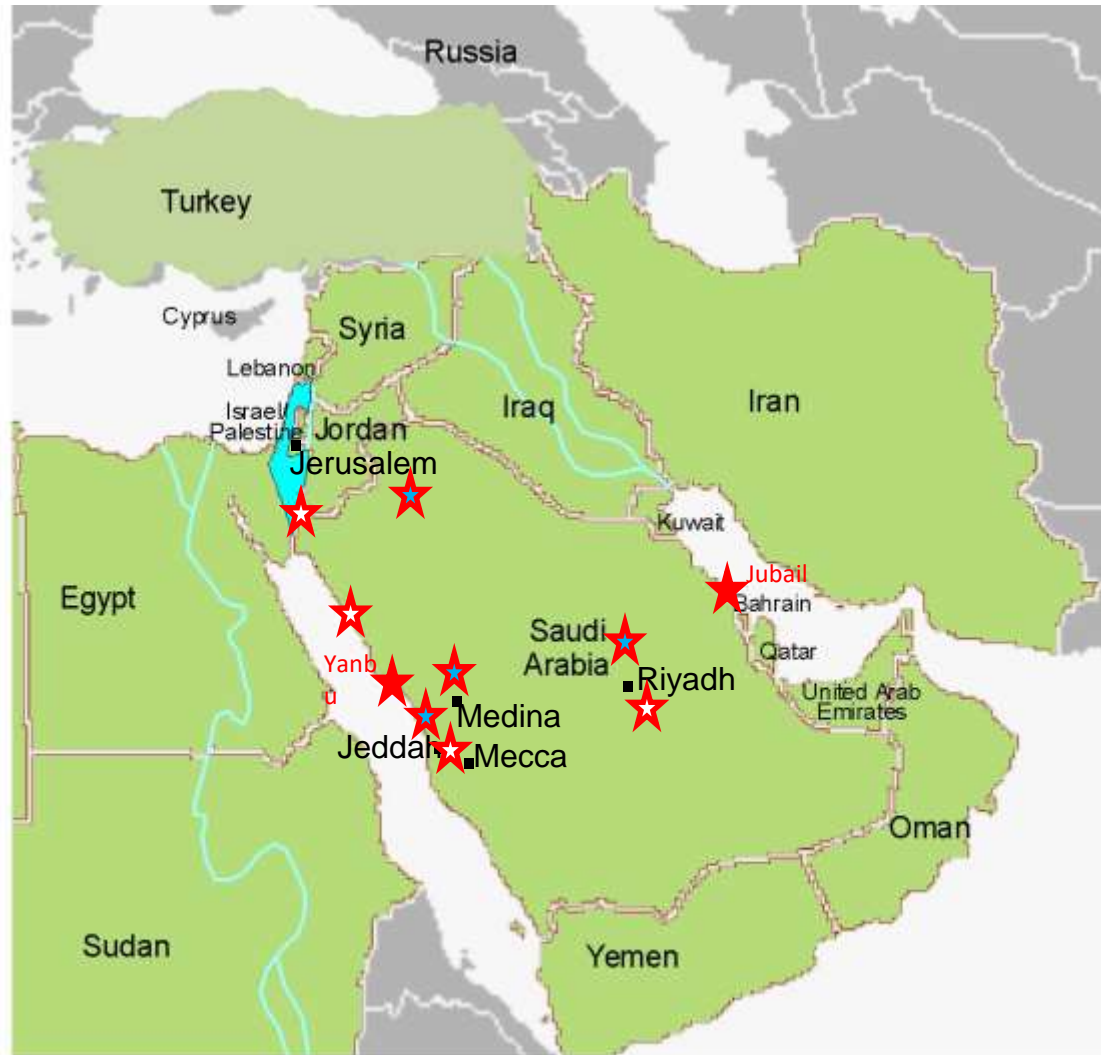 Russia
Turkey
Cyprus
Syria
Lebanon
Iraq
Iran
Israel/
Palestine
Jordan
Jerusalem
Kuwait
Egypt
Jubail
Bahrain
Saudi
Arabia
Qatar
Yanb
u
Riyadh
United Arab
Emirates
Medina
Jeddah
Mecca
Oman
Sudan
Yemen